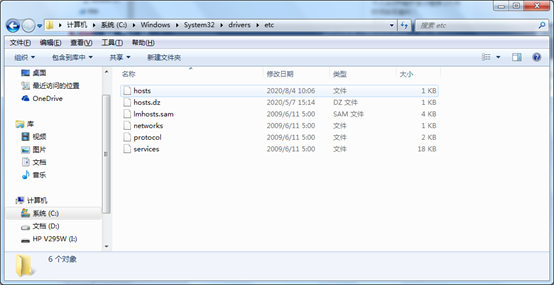 计算机 ▸ 系统 (C:) ▸ Windows ▸ System32 ▸ drivers ▸ etc
搜索 etc
文件(F) 编辑(E) 查看(V) 工具(T) 帮助(H)
组织 包含到库中 共享 新建文件夹
名称 修改日期 类型 大小
桌面
最近访问的位置
OneDrive
库
视频
图片
文档
音乐
计算机
系统 (C:)
文档 (D:)
HP V295W (I:)
hosts 2020/8/4 10:06 文件 1 KB
hosts.dz 2020/5/7 15:14 DZ 文件 1 KB
lmhosts.sam 2009/6/11 5:00 SAM 文件 4 KB
networks 2009/6/11 5:00 文件 1 KB
protocol 2009/6/11 5:00 文件 2 KB
services 2009/6/11 5:00 文件 18 KB
6 个对象